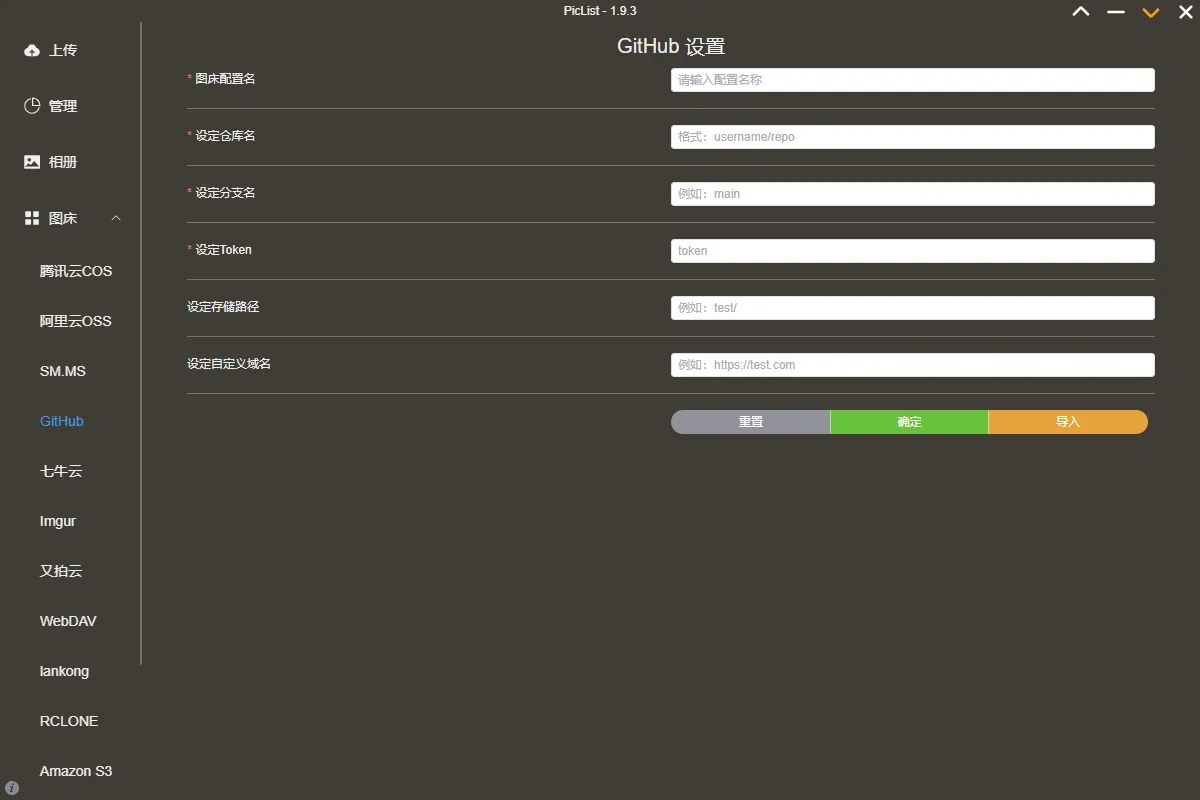 PicList - 1.9.3
上传
管理
相册
图床
腾讯云COS
阿里云OSS
SM.MS
GitHub
七牛云
Imgur
又拍云
WebDAV
lankong
RCLONE
Amazon S3
GitHub 设置
* 图床配置名
请输入配置名称
* 设定仓库名
格式：username/repo
* 设定分支名
例如：main
* 设定Token
token
设定存储路径
例如：test/
设定自定义域名
例如：https://test.com
重置
确定
导入